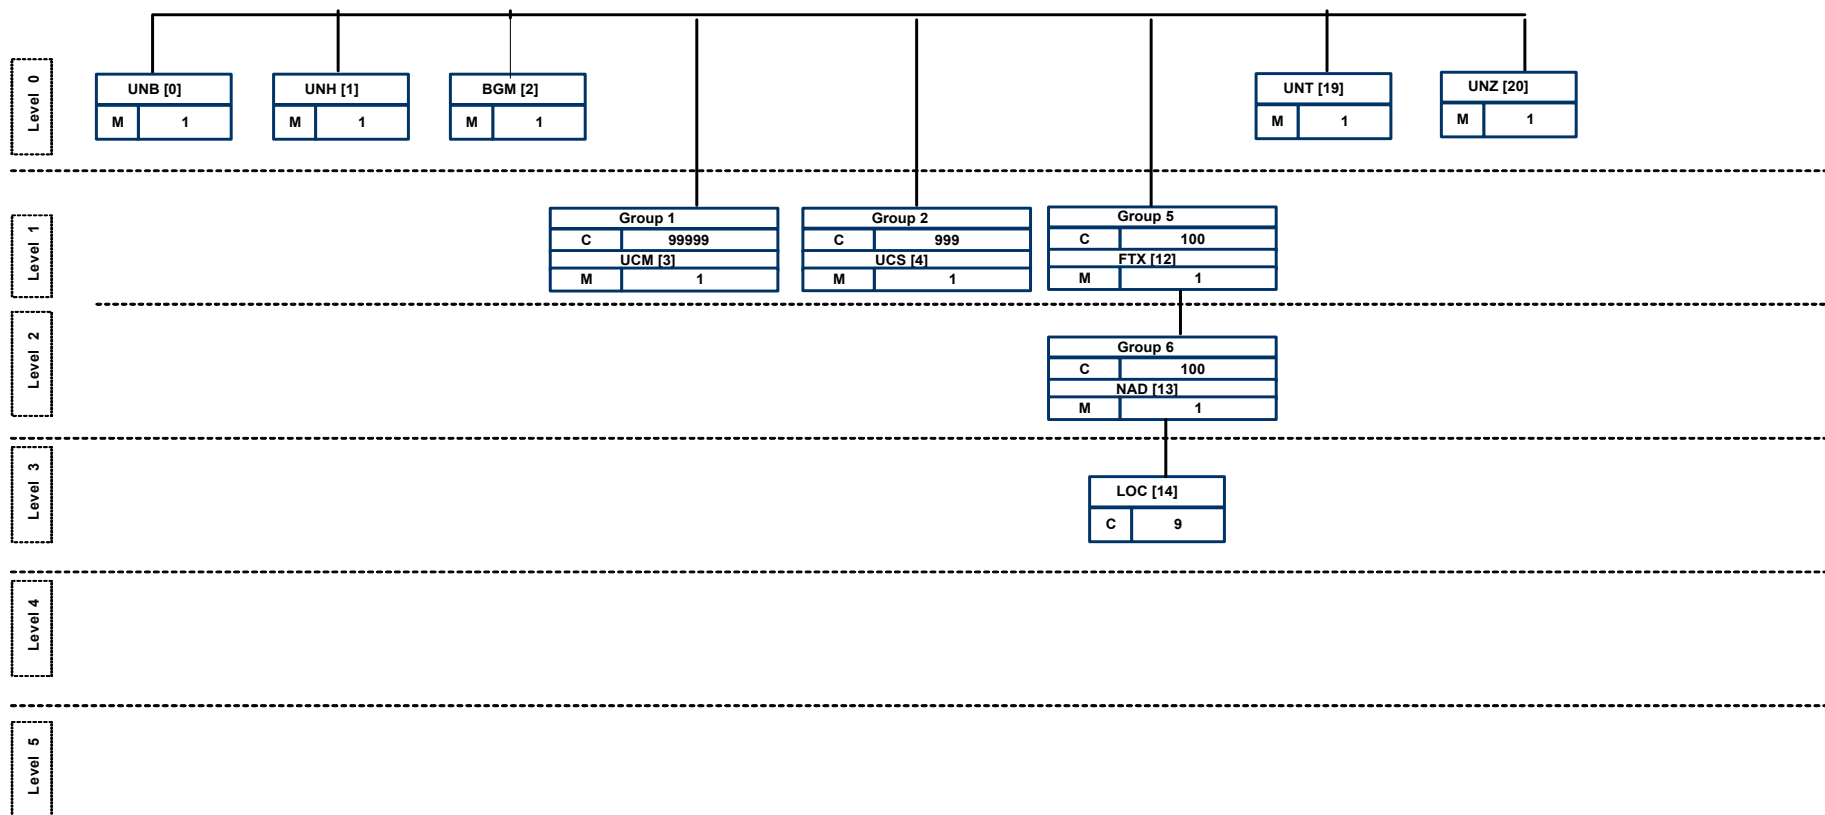 Level 0
UNB [0]
M 1
UNH [1]
M 1
BGM [2]
M 1
UNT [19]
M 1
UNZ [20]
M 1
Level 1
Group 1
C 99999
UCM [3]
M 1
Group 2
C 999
UCS [4]
M 1
Group 5
C 100
FTX [12]
M 1
Level 2
Group 6
C 100
NAD [13]
M 1
Level 3
LOC [14]
C 9
Level 4
Level 5